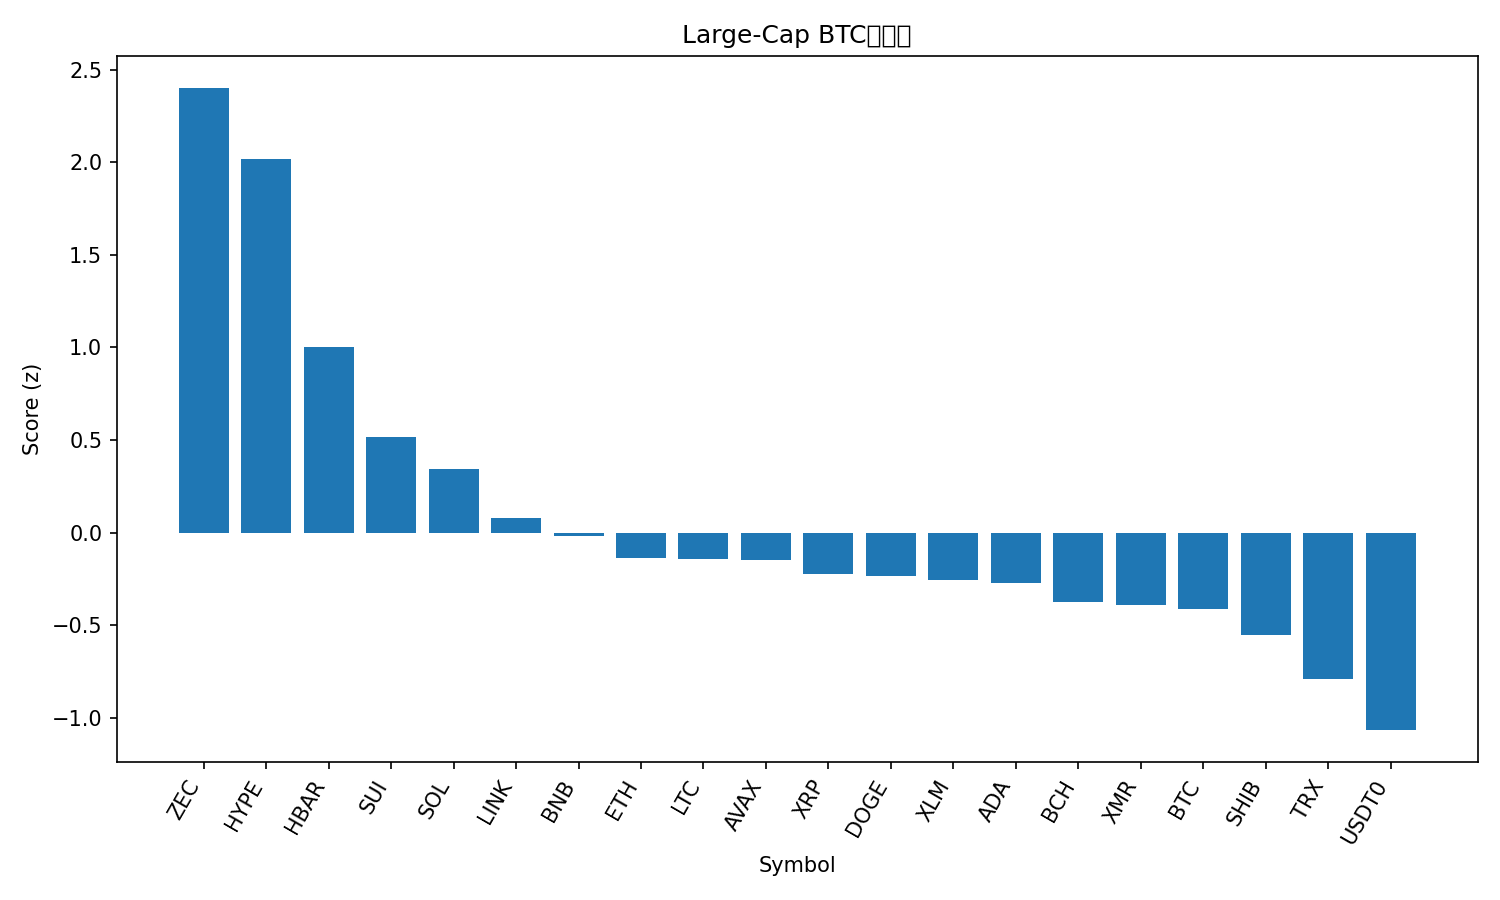 Large-Cap BTC
Score (z)
2.5
2.0
1.5
1.0
0.5
0.0
−0.5
−1.0
ZEC
HYPE
HBAR
SUI
SOL
LINK
BNB
ETH
LTC
AVAX
XRP
DOGE
XLM
ADA
BCH
XMR
BTC
SHIB
TRX
USDT0
Symbol